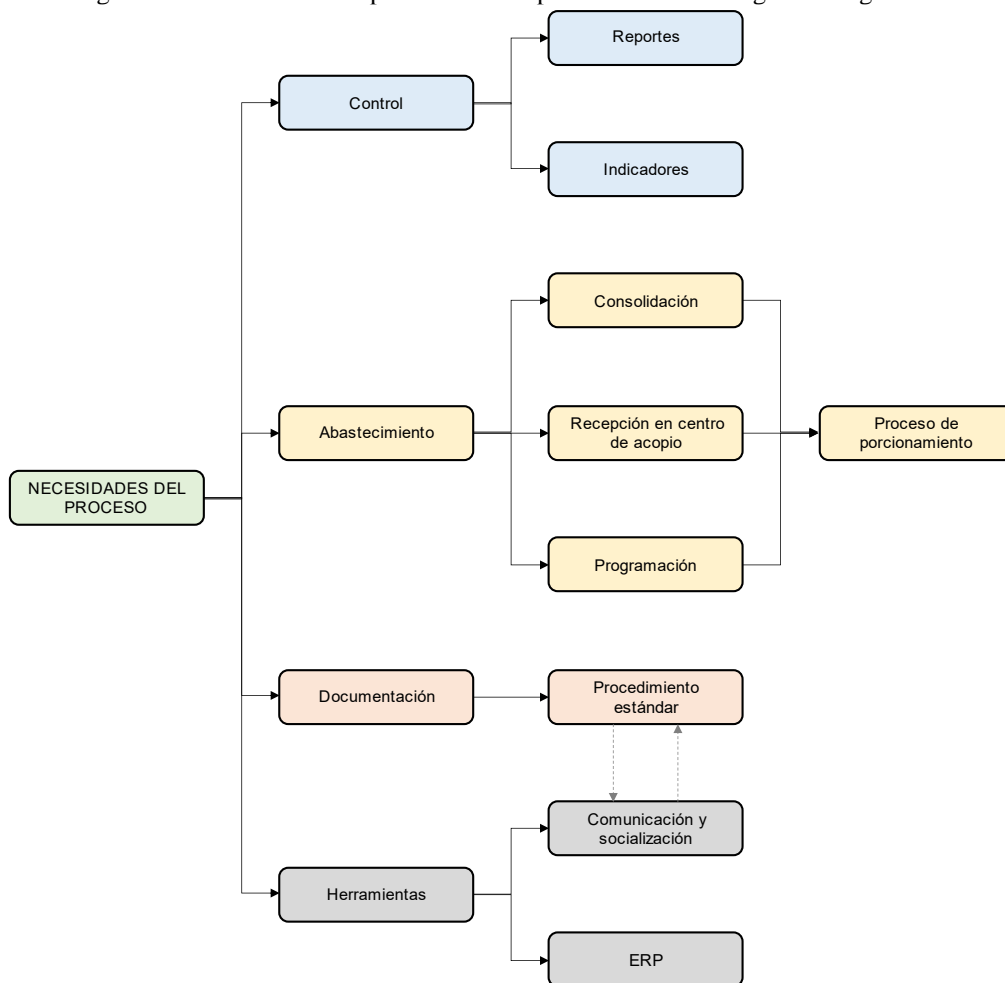 Reportes
Control
Indicadores
Consolidación
Abastecimiento
Recepción en centro
de acopio
Proceso de
porcionamiento
NECESIDADES DEL
PROCESO
Programación
Documentación
Procedimiento
estándar
Comunicación y
socialización
Herramientas
ERP